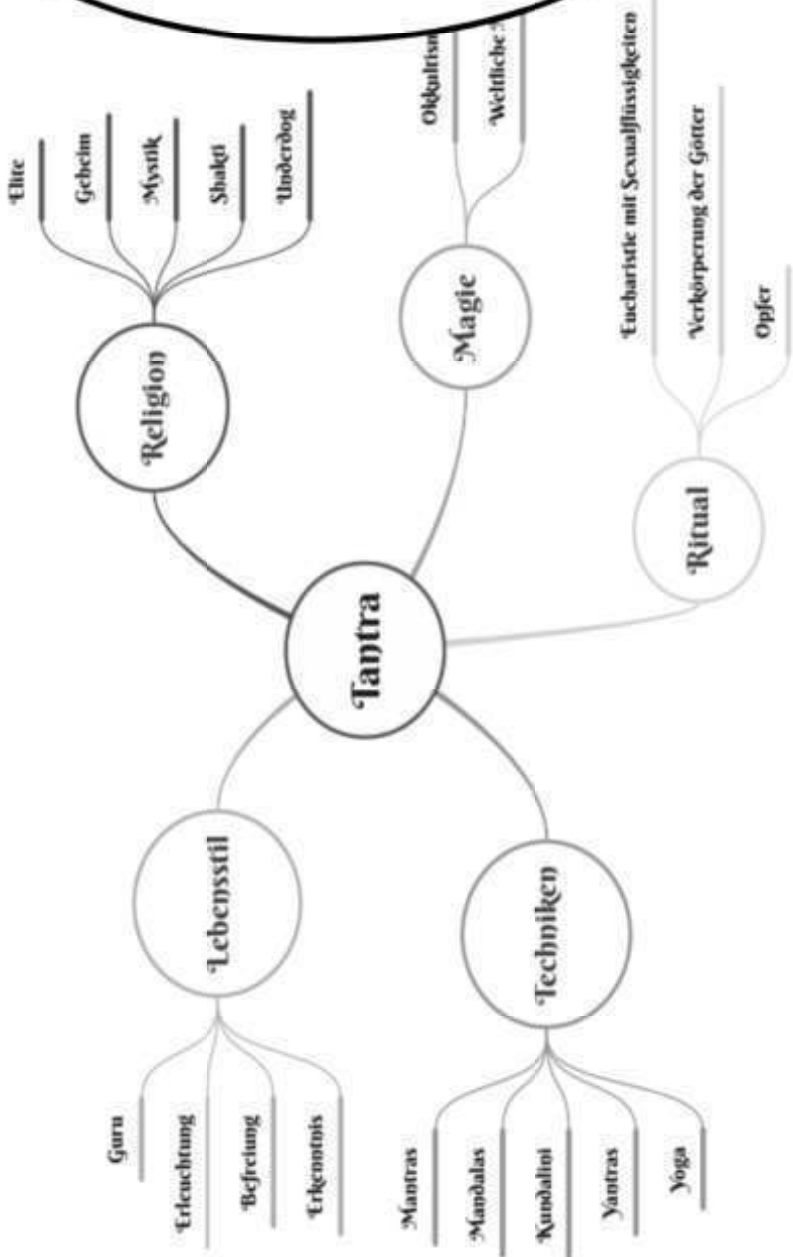 Tantra
Lebensstil
Guru
Erleuchtung
Befreiung
Erkenntnis
Techniken
Mantras
Mandalas
Kundalini
Yantras
Yoga
Religion
Elite
Geheim
Mystik
Shakti
Underdog
Magie
Weltliche
Ritual
Eucharistie mit Sexualflüssigkeiten
Verkörperung der Götter
Opfer